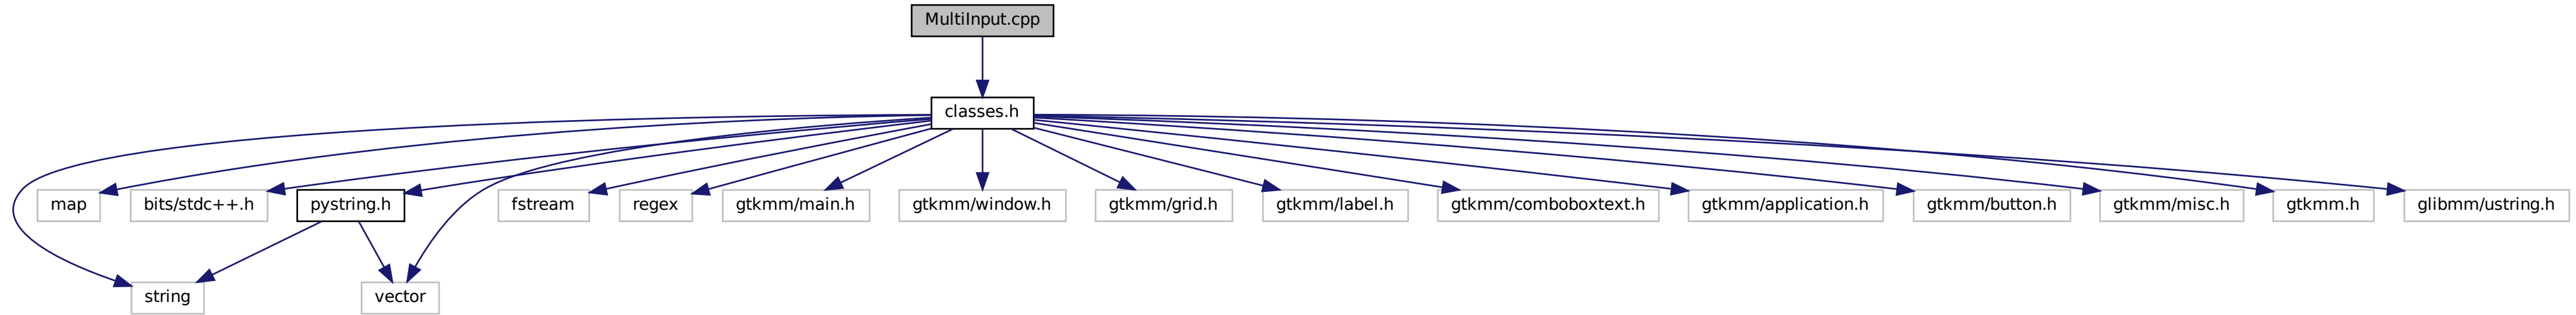 MultiInput.cpp
classes.h
map
bits/stdc++.h
pystring.h
fstream
regex
gtkmm/main.h
gtkmm/window.h
gtkmm/grid.h
gtkmm/label.h
gtkmm/comboboxtext.h
gtkmm/application.h
gtkmm/button.h
gtkmm/misc.h
gtkmm.h
glibmm/ustring.h
string
vector